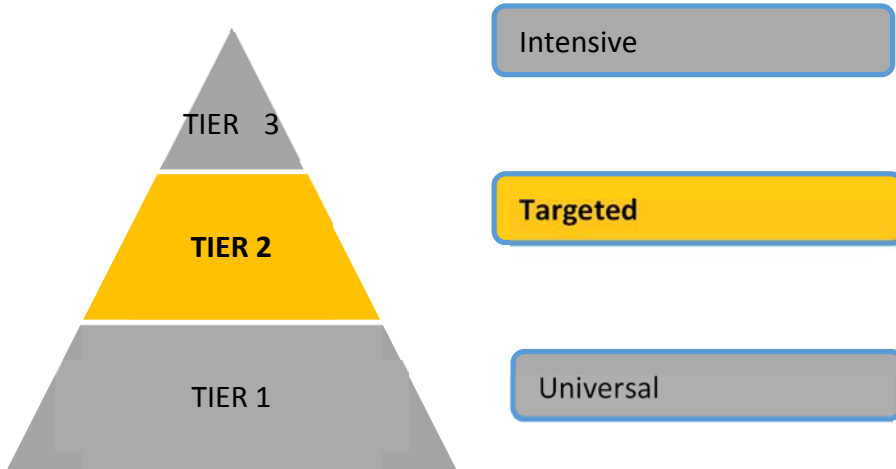 Intensive
TIER 3
Targeted
TIER 2
Universal
TIER 1